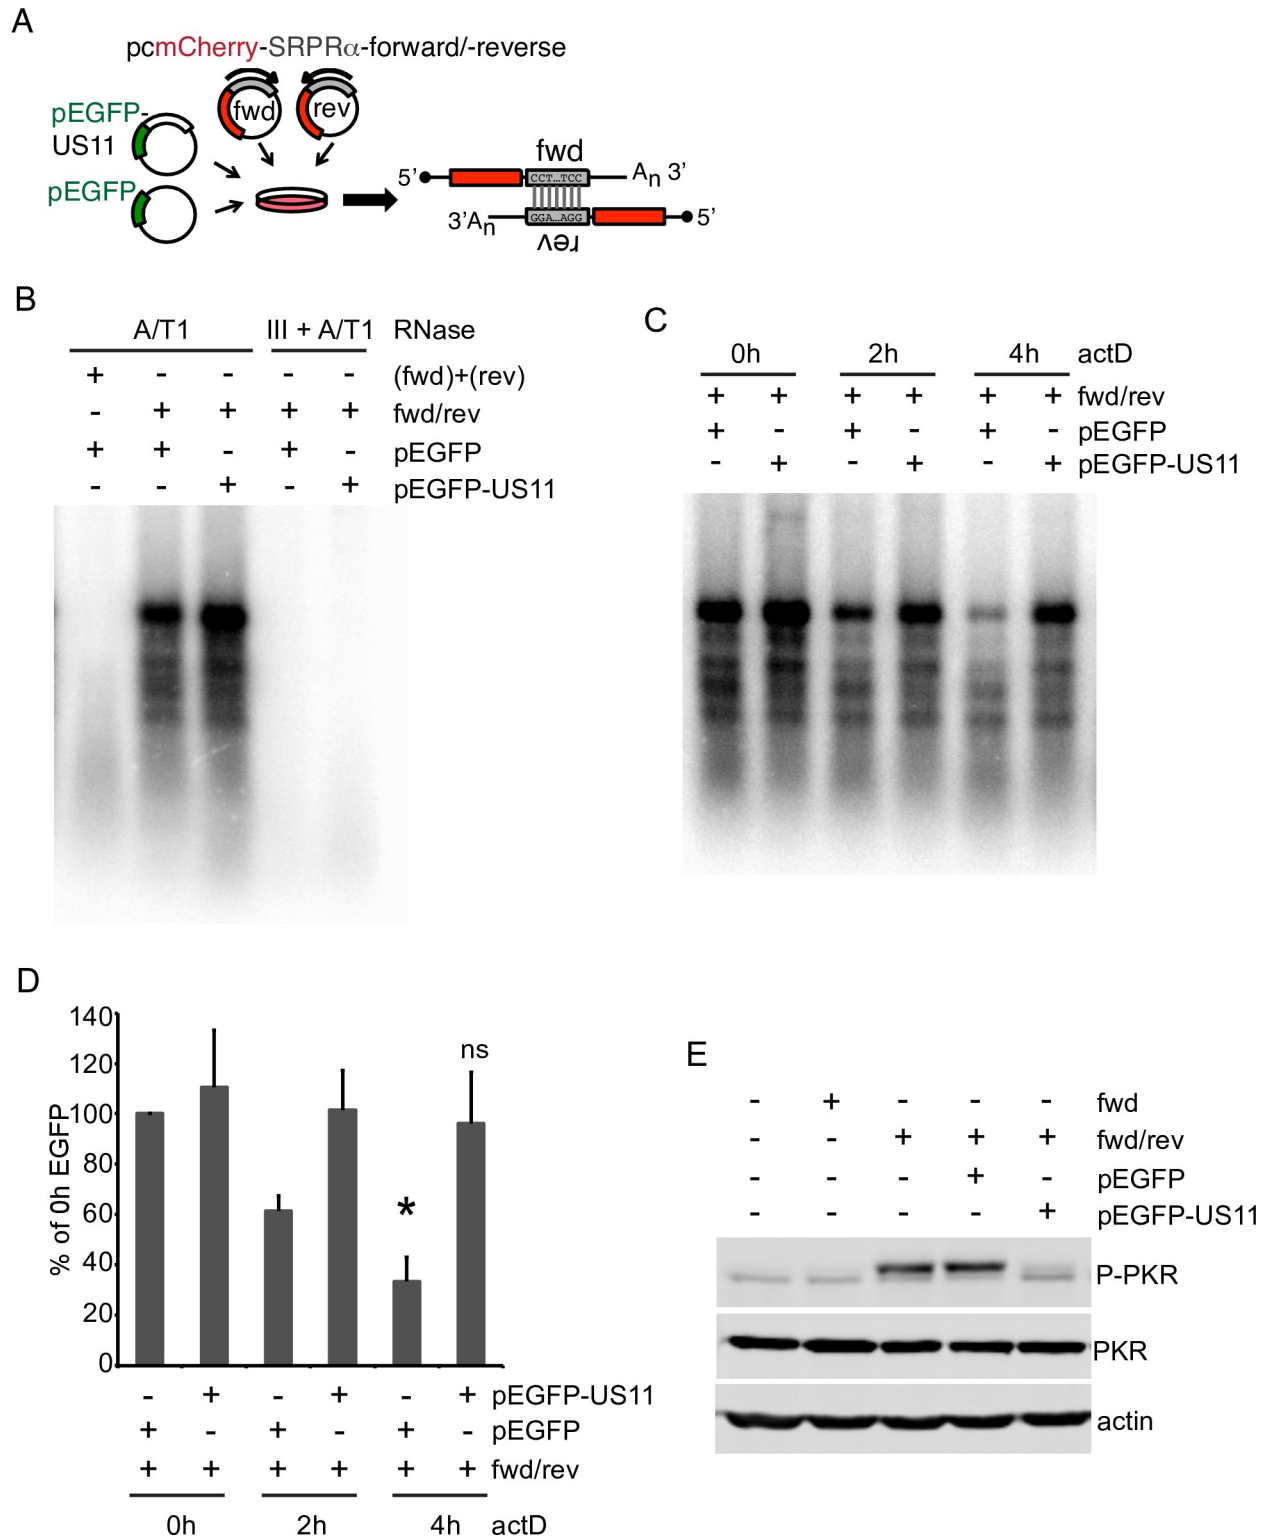 A
pcmCherry-SRPRα-forward/-reverse
pEGFP-
US11
fwd
rev
pEGFP
fwd
5’
CCT...TCC
An 3’
3’An
GGA...AGG
5’
rev
B
A/T1 III + A/T1 RNase
+ - - - - (fwd)+(rev)
- + + + + fwd/rev
+ + - + - pEGFP
- - + - + pEGFP-US11
C
0h 2h 4h actD
+ + + + + + fwd/rev
+ - + - + - pEGFP
- + - + - + pEGFP-US11
D
% of 0h EGFP
140
120
100
80
60
40
20
0
*
ns
- + - + - + pEGFP-US11
+ - + - + - pEGFP
+ + + + + + fwd/rev
0h 2h 4h actD
E
- + - - - fwd
- - + + + fwd/rev
- - - + - pEGFP
- - - - + pEGFP-US11
P-PKR
PKR
actin